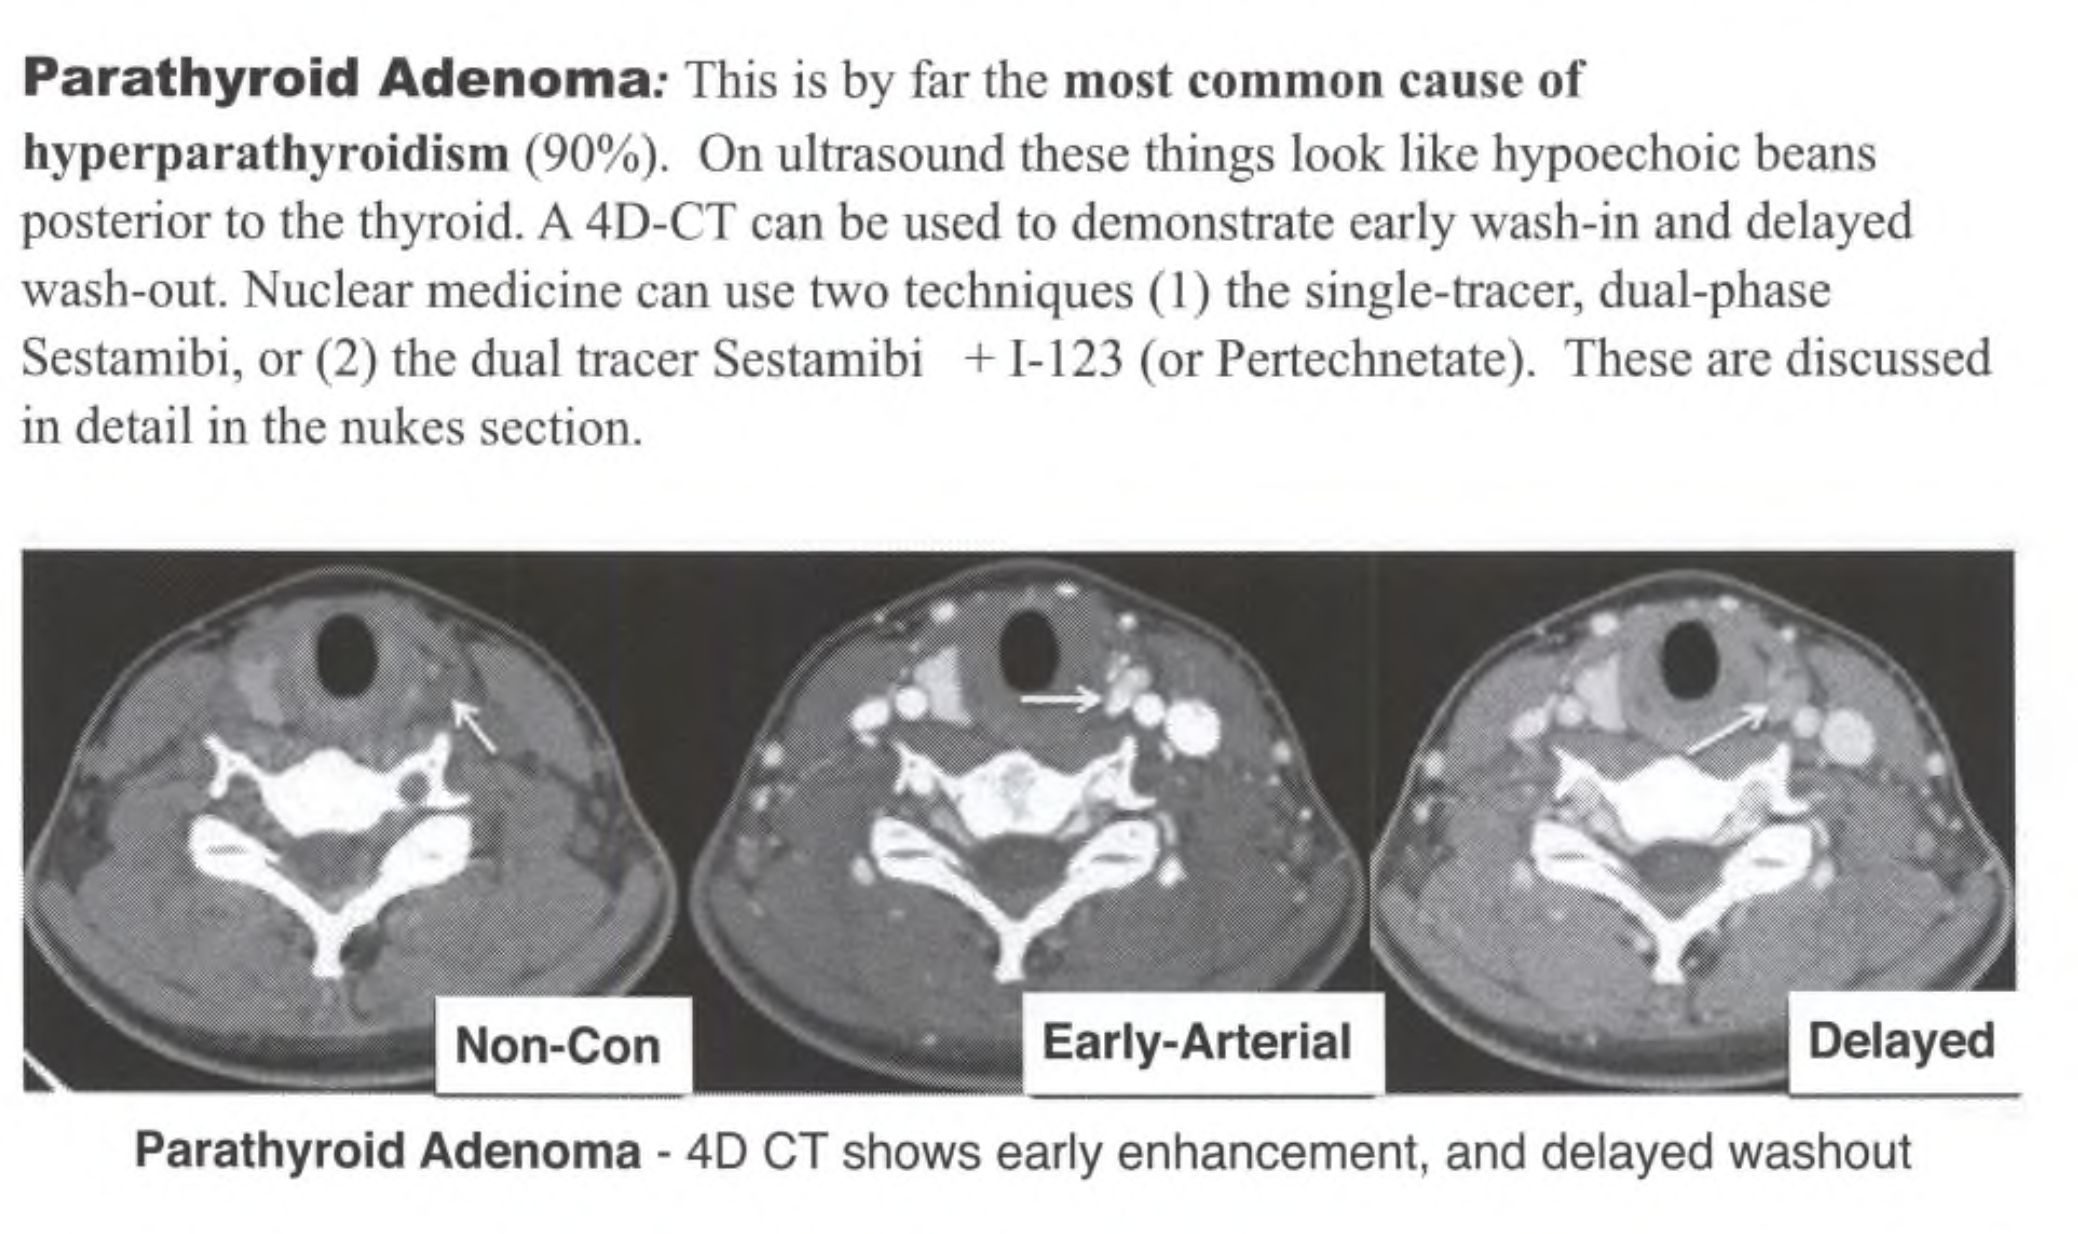 Parathyroid Adenoma: This is by far the most common cause of
hyperparathyroidism (90%). On ultrasound these things look like hypoechoic beans
posterior to the thyroid. A 4D-CT can be used to demonstrate early wash-in and delayed
wash-out. Nuclear medicine can use two techniques (1) the single-tracer, dual-phase
Sestamibi, or (2) the dual tracer Sestamibi + I-123 (or Pertechnetate). These are discussed
in detail in the nukes section.
Non-Con
Early-Arterial
Delayed
Parathyroid Adenoma - 4D CT shows early enhancement, and delayed washout